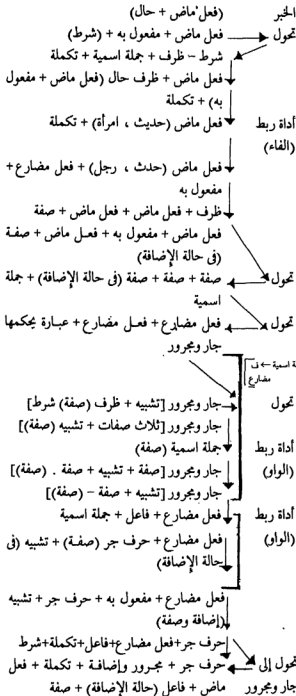 الخبر (فعل ماض + حال)
تحول فعل ماض + مفعول به + (شرط)
شرط – ظرف + جملة اسمية + تكملة
فعل ماض + ظرف حال (فعل ماض + مفعول
به) + تكملة
أداة ربط فعل ماض (حديث ، امرأة) + تكملة
(الفاء)
فعل ماض (حدث ، رجل) + فعل مضارع +
مفعول به
ظرف + فعل ماض + فعل ماض + صفة
فعل ماض + مفعول به + فعل ماض + صفة
(فى حالة الإضافة)
تحول صفة + صفة + صفة (فى حالة الإضافة) + جملة
اسمية
تحول فعل مضارع + فعل مضارع + عبارة يحكمها
جار ومجرور
ة اسمية ← ف
مضارع
تحول جار ومجرور [تشبيه + ظرف (صفة) شرط]
جار ومجرور [ثلاث صفات + تشبيه (صفة)]
أداة ربط جملة اسمية (صفة)
(الواو) جار ومجرور [صفة + تشبيه + صفة . (صفة)]
جار ومجرور [تشبيه + صفة – (صفة)]
أداة ربط فعل مضارع + فاعل + جملة اسمية
(الواو) فعل مضارع + حرف جر (صفة) + تشبيه (فى
حالة الإضافة)
فعل مضارع + مفعول به + حرف جر + تشبيه
(إضافة وصفة)
حرف جر+فعل مضارع+فاعل+تكملة+شرط
تحول إلى حرف جر + مجرور وإضافة + تكملة + فعل
جار ومجرور ماض + فاعل (حالة الإضافة) + صفة